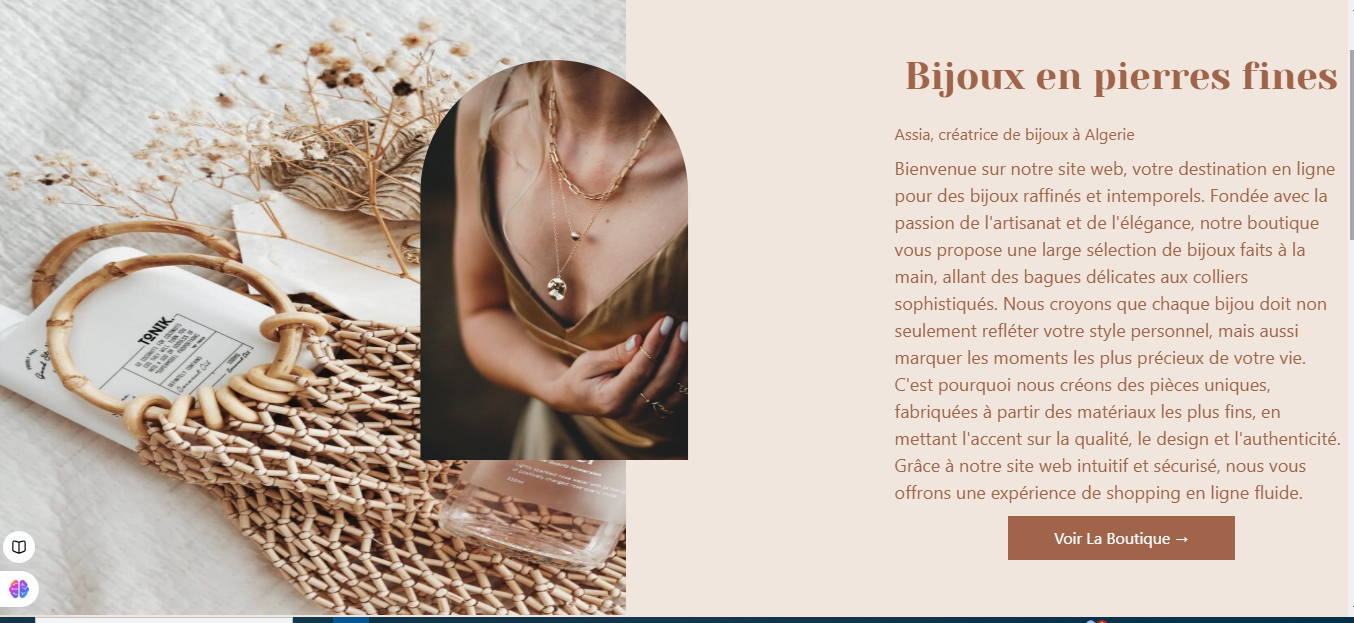 Bijoux en pierres fines
Assia, créatrice de bijoux à Algerie
Bienvenue sur notre site web, votre destination en ligne
pour des bijoux raffinés et intemporels. Fondée avec la
passion de l'artisanat et de l'élégance, notre boutique
vous propose une large sélection de bijoux faits à la
main, allant des bagues délicates aux colliers
sophistiqués. Nous croyons que chaque bijou doit non
seulement refléter votre style personnel, mais aussi
marquer les moments les plus précieux de votre vie.
C'est pourquoi nous créons des pièces uniques,
fabriquées à partir des matériaux les plus fins, en
mettant l'accent sur la qualité, le design et l'authenticité.
Grâce à notre site web intuitif et sécurisé, nous vous
offrons une expérience de shopping en ligne fluide.
Voir La Boutique →
TONIK.